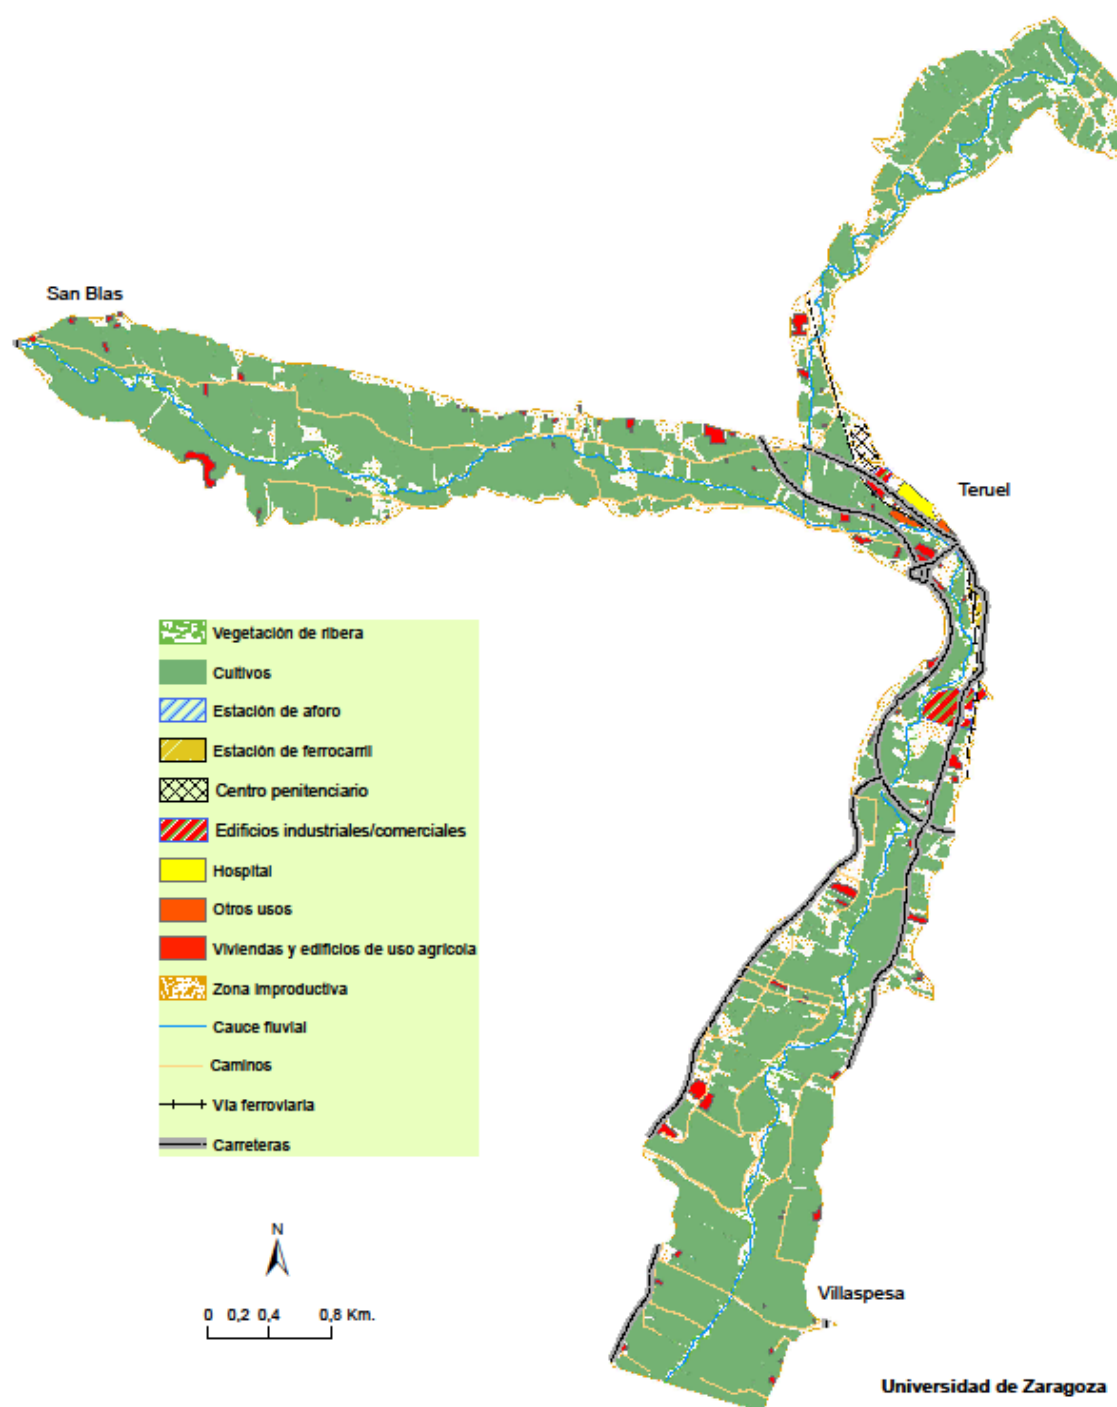 San Blas
Teruel
Vegetación de ribera
Cultivos
Estación de aforo
Estación de ferrocarril
Centro penitenciario
Edificios industriales/comerciales
Hospital
Otros usos
Viviendas y edificios de uso agrícola
Zona improductiva
Cauce fluvial
Caminos
Vía ferroviaria
Carreteras
N
0 0,2 0,4 0,8 Km.
Villaspesa
Universidad de Zaragoza